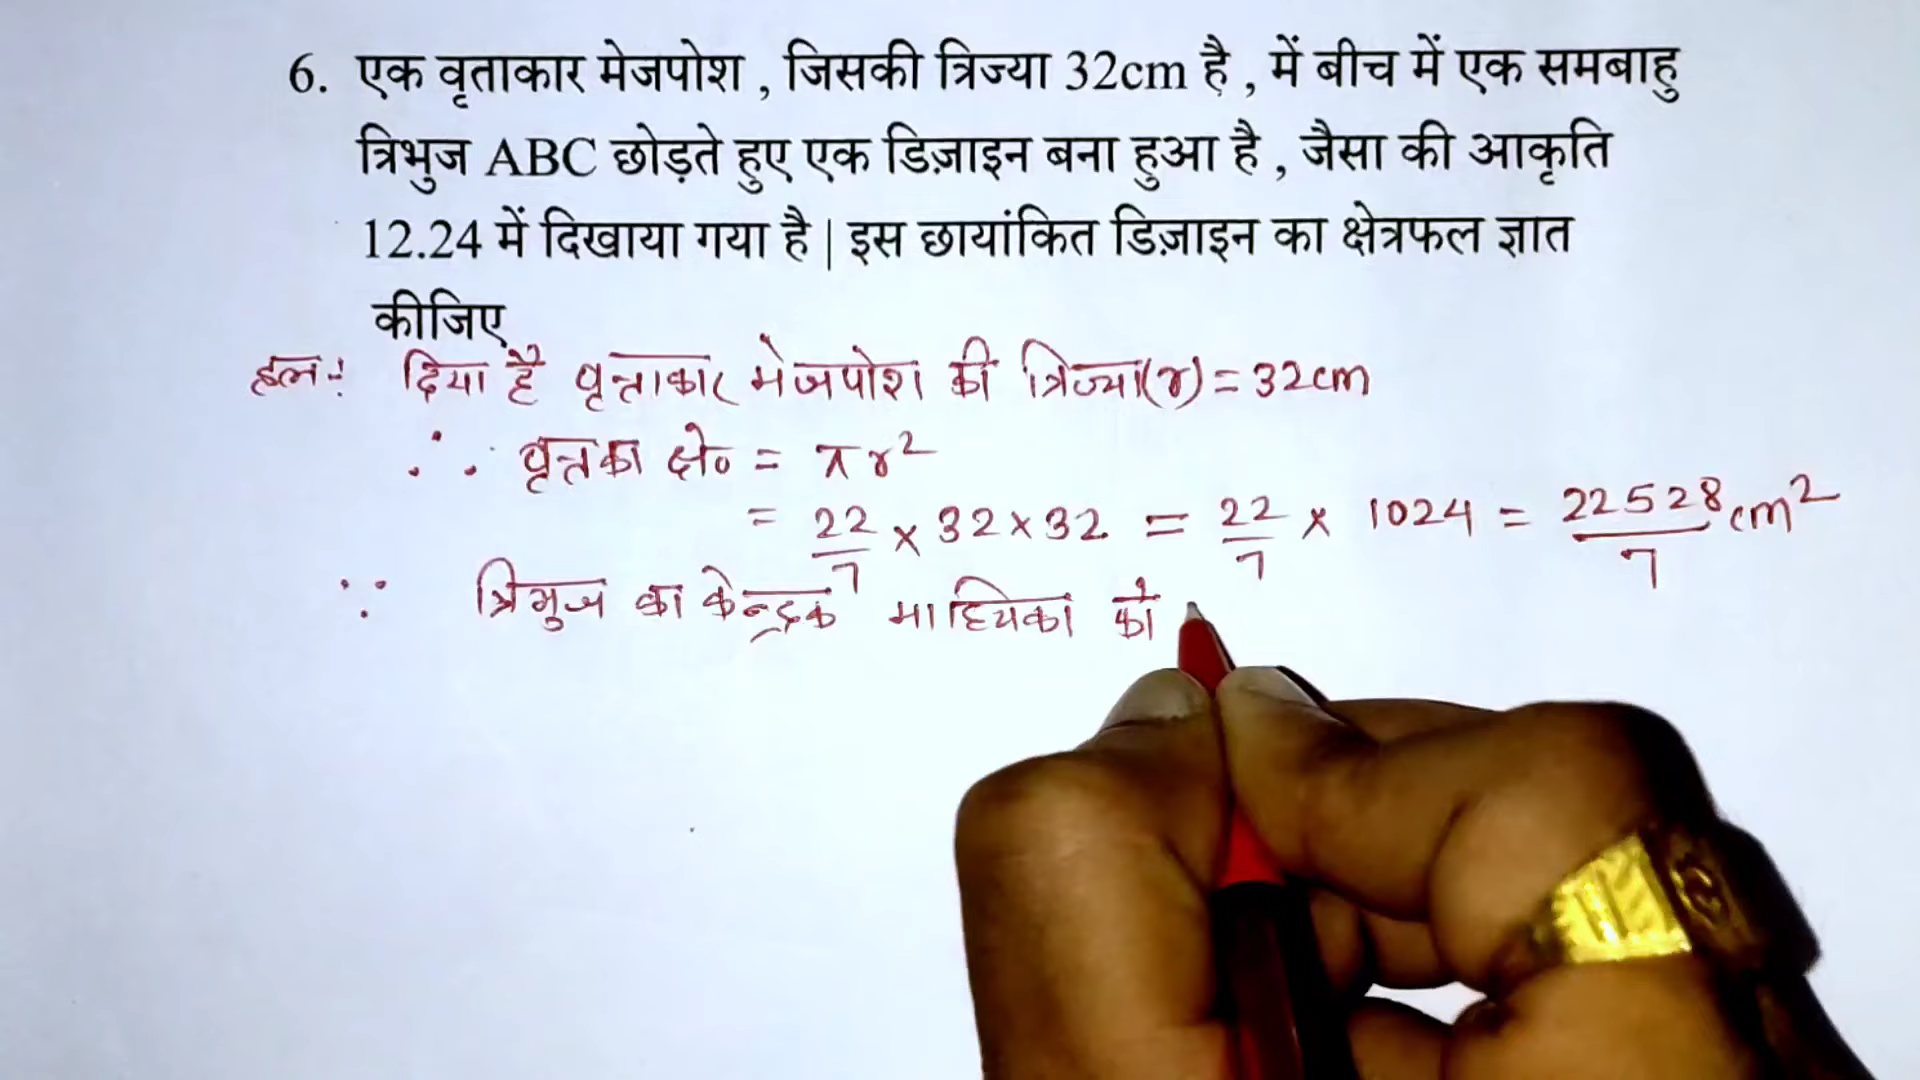 6. एक वृताकार मेजपोश , जिसकी त्रिज्या 32cm है , में बीच में एक समबाहु
त्रिभुज ABC छोड़ते हुए एक डिज़ाइन बना हुआ है , जैसा की आकृति
12.24 में दिखाया गया है | इस छायांकित डिज़ाइन का क्षेत्रफल ज्ञात
कीजिए
हल:- दिया है वृत्ताकार मेजपोश की त्रिज्या(r) = 32cm
∴ वृत्त का क्षे० = πr²
= 22/7 × 32 × 32 = 22/7 × 1024 = 22528/7 cm²
∵ त्रिभुज का केन्द्रक माध्यिका को